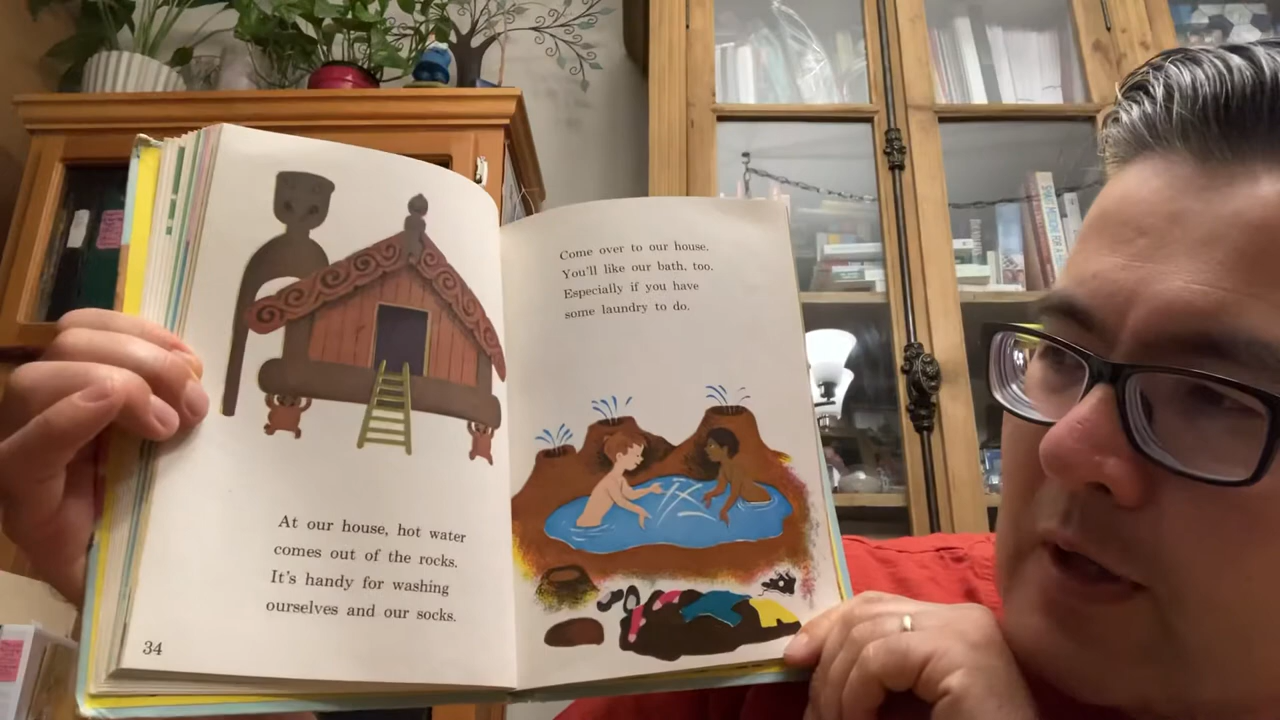 At our house, hot water
comes out of the rocks.
It's handy for washing
ourselves and our socks.
34
Come over to our house.
You'll like our bath, too.
Especially if you have
some laundry to do.